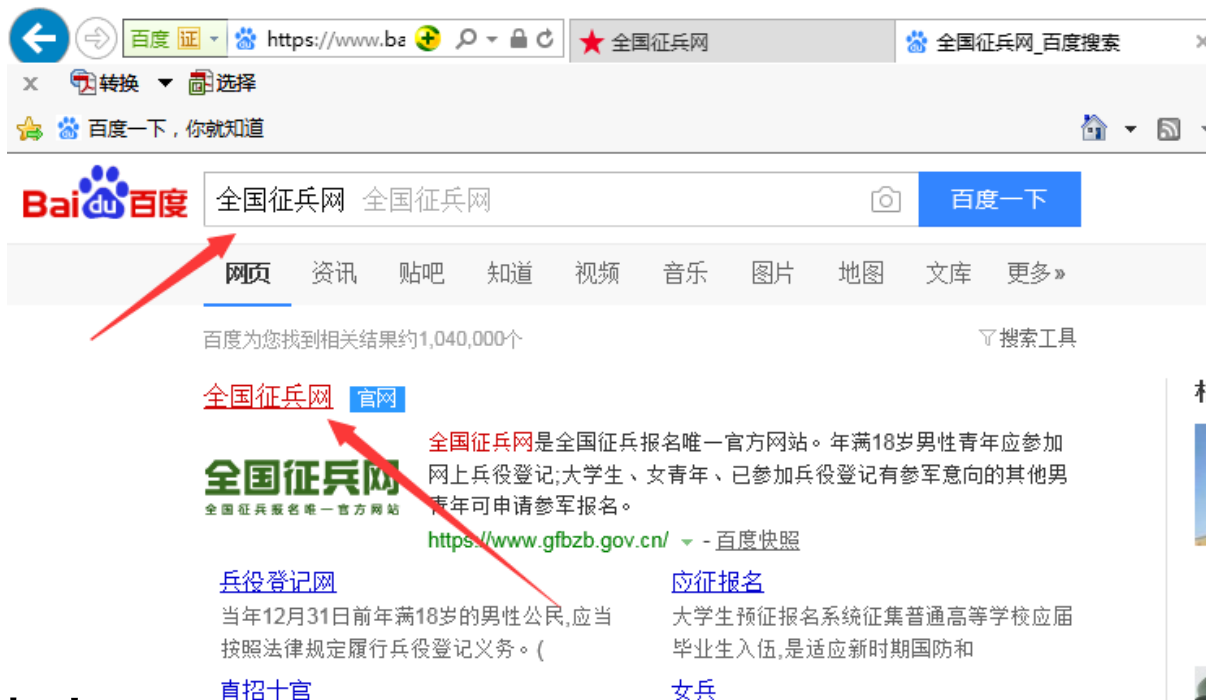 百度 证 https://www.ba 全国征兵网 全国征兵网_百度搜索
x 转换 选择
百度一下，你就知道
Bai du 百度 全国征兵网 全国征兵网 百度一下
网页 资讯 贴吧 知道 视频 音乐 图片 地图 文库 更多»
百度为您找到相关结果约1,040,000个 搜索工具
全国征兵网 官网
全国征兵网
全国征兵报名唯一官方网站
全国征兵网是全国征兵报名唯一官方网站。年满18岁男性青年应参加
网上兵役登记;大学生、女青年、已参加兵役登记有参军意向的其他男
青年可申请参军报名。
https://www.gfbzb.gov.cn/ - 百度快照
兵役登记网
当年12月31日前年满18岁的男性公民,应当
按照法律规定履行兵役登记义务。(
应征报名
大学生预征报名系统征集普通高等学校应届
毕业生入伍,是适应新时期国防和
直招士官
女兵